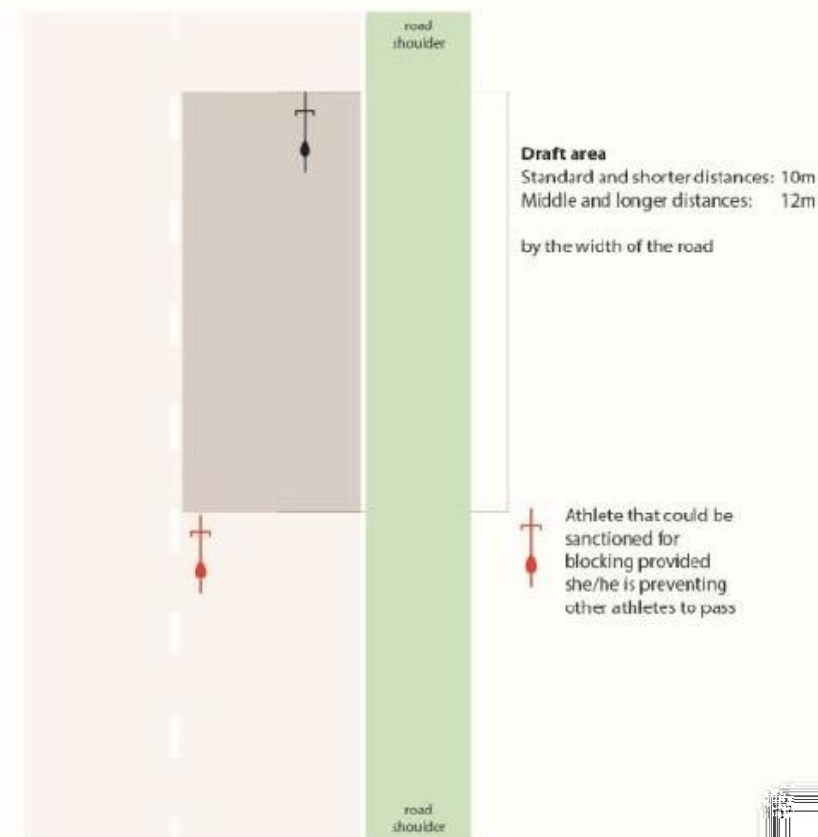 road
shoulder
Draft area
Standard and shorter distances: 10m
Middle and longer distances: 12m
by the width of the road
Athlete that could be
sanctioned for
blocking provided
she/he is preventing
other athletes to pass
road
shoulder